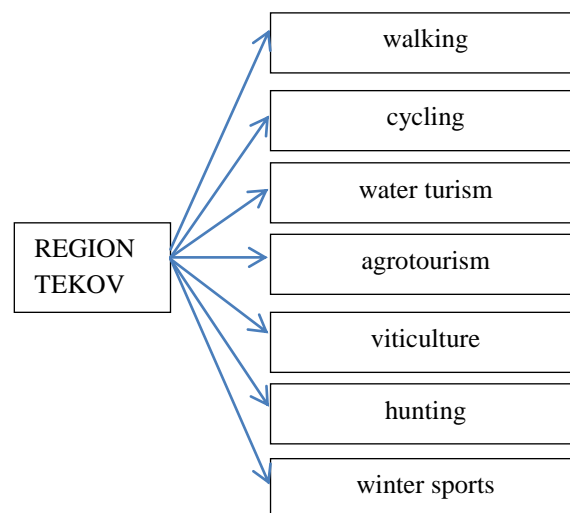 walking
cycling
water turism
REGION
TEKOV
agrotourism
viticulture
hunting
winter sports